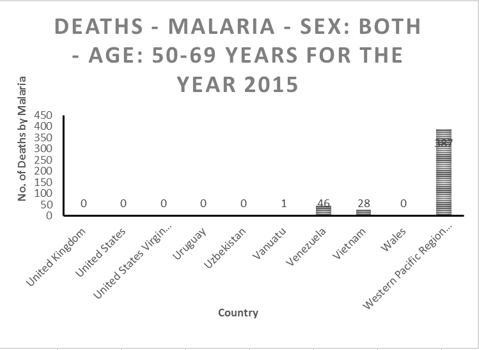 DEATHS - MALARIA - SEX: BOTH
- AGE: 50-69 YEARS FOR THE
YEAR 2015
No. of Deaths by Malaria
450
400
350
300
250
200
150
100
50
0
0
0
0
0
0
1
46
28
0
387
United Kingdom
United States
United States Virgin...
Uruguay
Uzbekistan
Vanuatu
Venezuela
Vietnam
Wales
Western Pacific Region...
Country